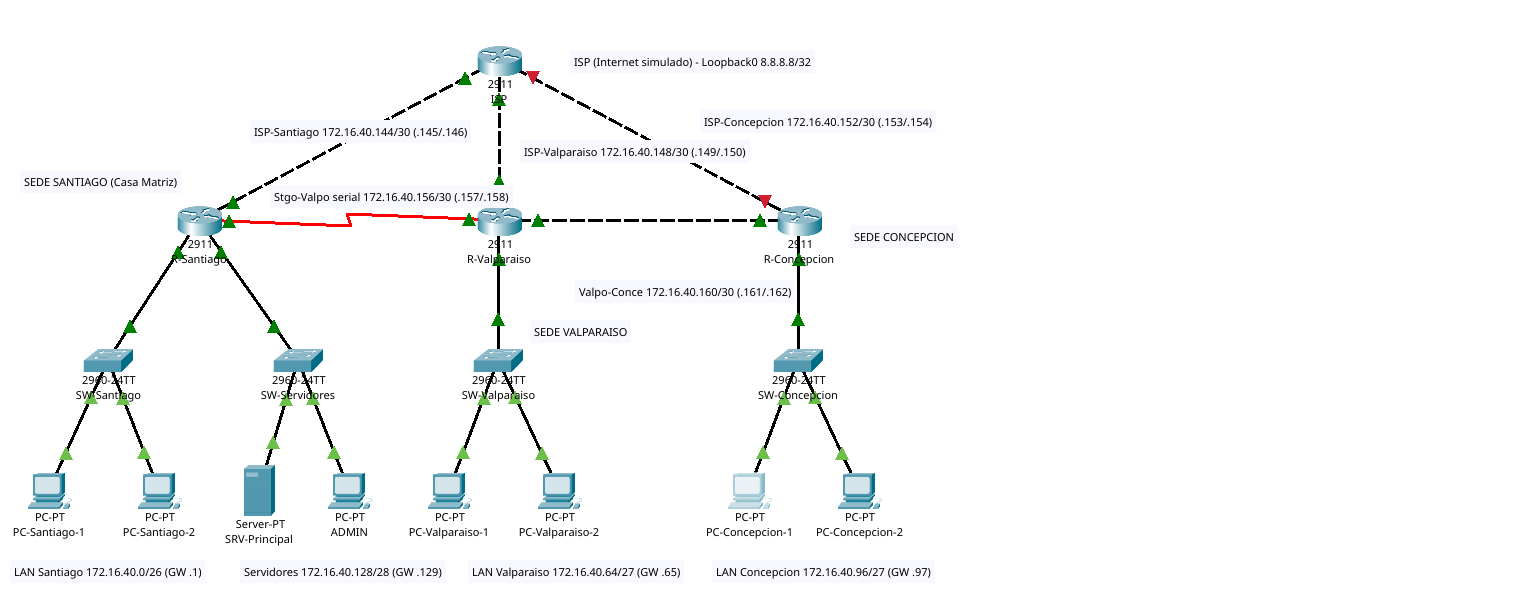 2911
ISP
ISP (Internet simulado) - Loopback0 8.8.8.8/32
ISP-Santiago 172.16.40.144/30 (.145/.146)
ISP-Concepcion 172.16.40.152/30 (.153/.154)
ISP-Valparaiso 172.16.40.148/30 (.149/.150)
SEDE SANTIAGO (Casa Matriz)
Stgo-Valpo serial 172.16.40.156/30 (.157/.158)
2911
R-Santiago
2911
R-Valparaiso
2911
R-Concepcion
SEDE CONCEPCION
Valpo-Conce 172.16.40.160/30 (.161/.162)
SEDE VALPARAISO
2960-24TT
SW-Santiago
2960-24TT
SW-Servidores
2960-24TT
SW-Valparaiso
2960-24TT
SW-Concepcion
PC-PT
PC-Santiago-1
PC-PT
PC-Santiago-2
Server-PT
SRV-Principal
PC-PT
ADMIN
PC-PT
PC-Valparaiso-1
PC-PT
PC-Valparaiso-2
PC-PT
PC-Concepcion-1
PC-PT
PC-Concepcion-2
LAN Santiago 172.16.40.0/26 (GW .1)
Servidores 172.16.40.128/28 (GW .129)
LAN Valparaiso 172.16.40.64/27 (GW .65)
LAN Concepcion 172.16.40.96/27 (GW .97)